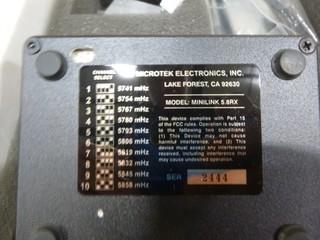 CHANNEL
SELECT
MICROTEK ELECTRONICS, INC.
LAKE FOREST, CA 92630
MODEL: MINILINK 5.8RX
1 5741 mHz
2 5754 mHz
3 5767 mHz
4 5780 mHz
5 5793 mHz
6 5806 mHz
7 5819 mHz
8 5832 mHz
9 5845 mHz
10 5858 mHz
This device complies with Part 15
of the FCC rules. Operation is subject
to the following two conditions:
(1) This Device may, not cause
harmful interference, and (2) This
device must accept any interference
received, including interference that
may cause undesired operation.
SER 2444